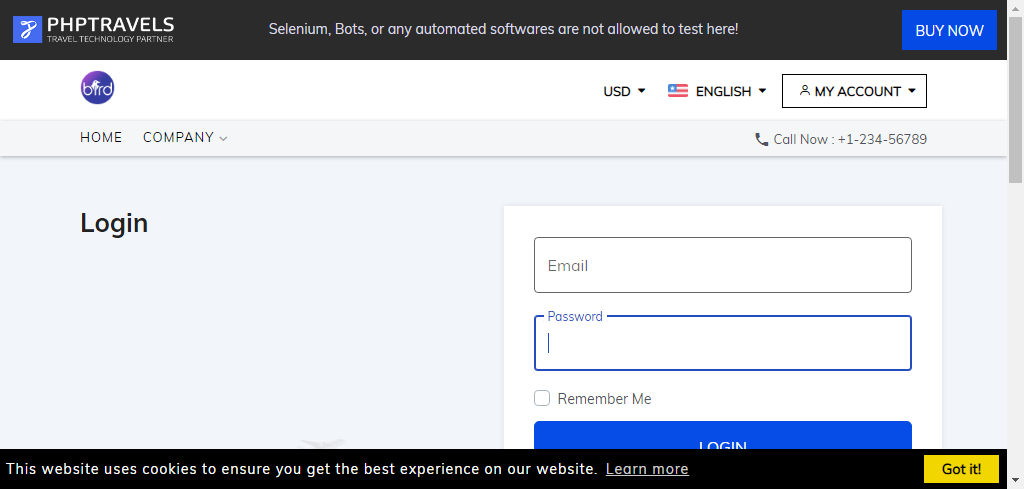 PHPTRAVELS
TRAVEL TECHNOLOGY PARTNER
Selenium, Bots, or any automated softwares are not allowed to test here!
BUY NOW
bird
USD
ENGLISH
MY ACCOUNT
HOME
COMPANY
Call Now : +1-234-56789
Login
Email
Password
Remember Me
LOGIN
This website uses cookies to ensure you get the best experience on our website. Learn more
Got it!